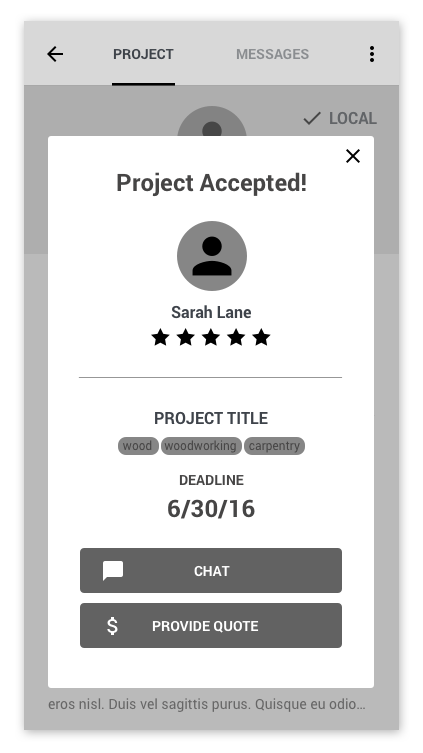 PROJECT MESSAGES
LOCAL
Project Accepted!
Sarah Lane
PROJECT TITLE
wood woodworking carpentry
DEADLINE
6/30/16
CHAT
$ PROVIDE QUOTE
eros nisl. Duis vel sagittis purus. Quisque eu odio...